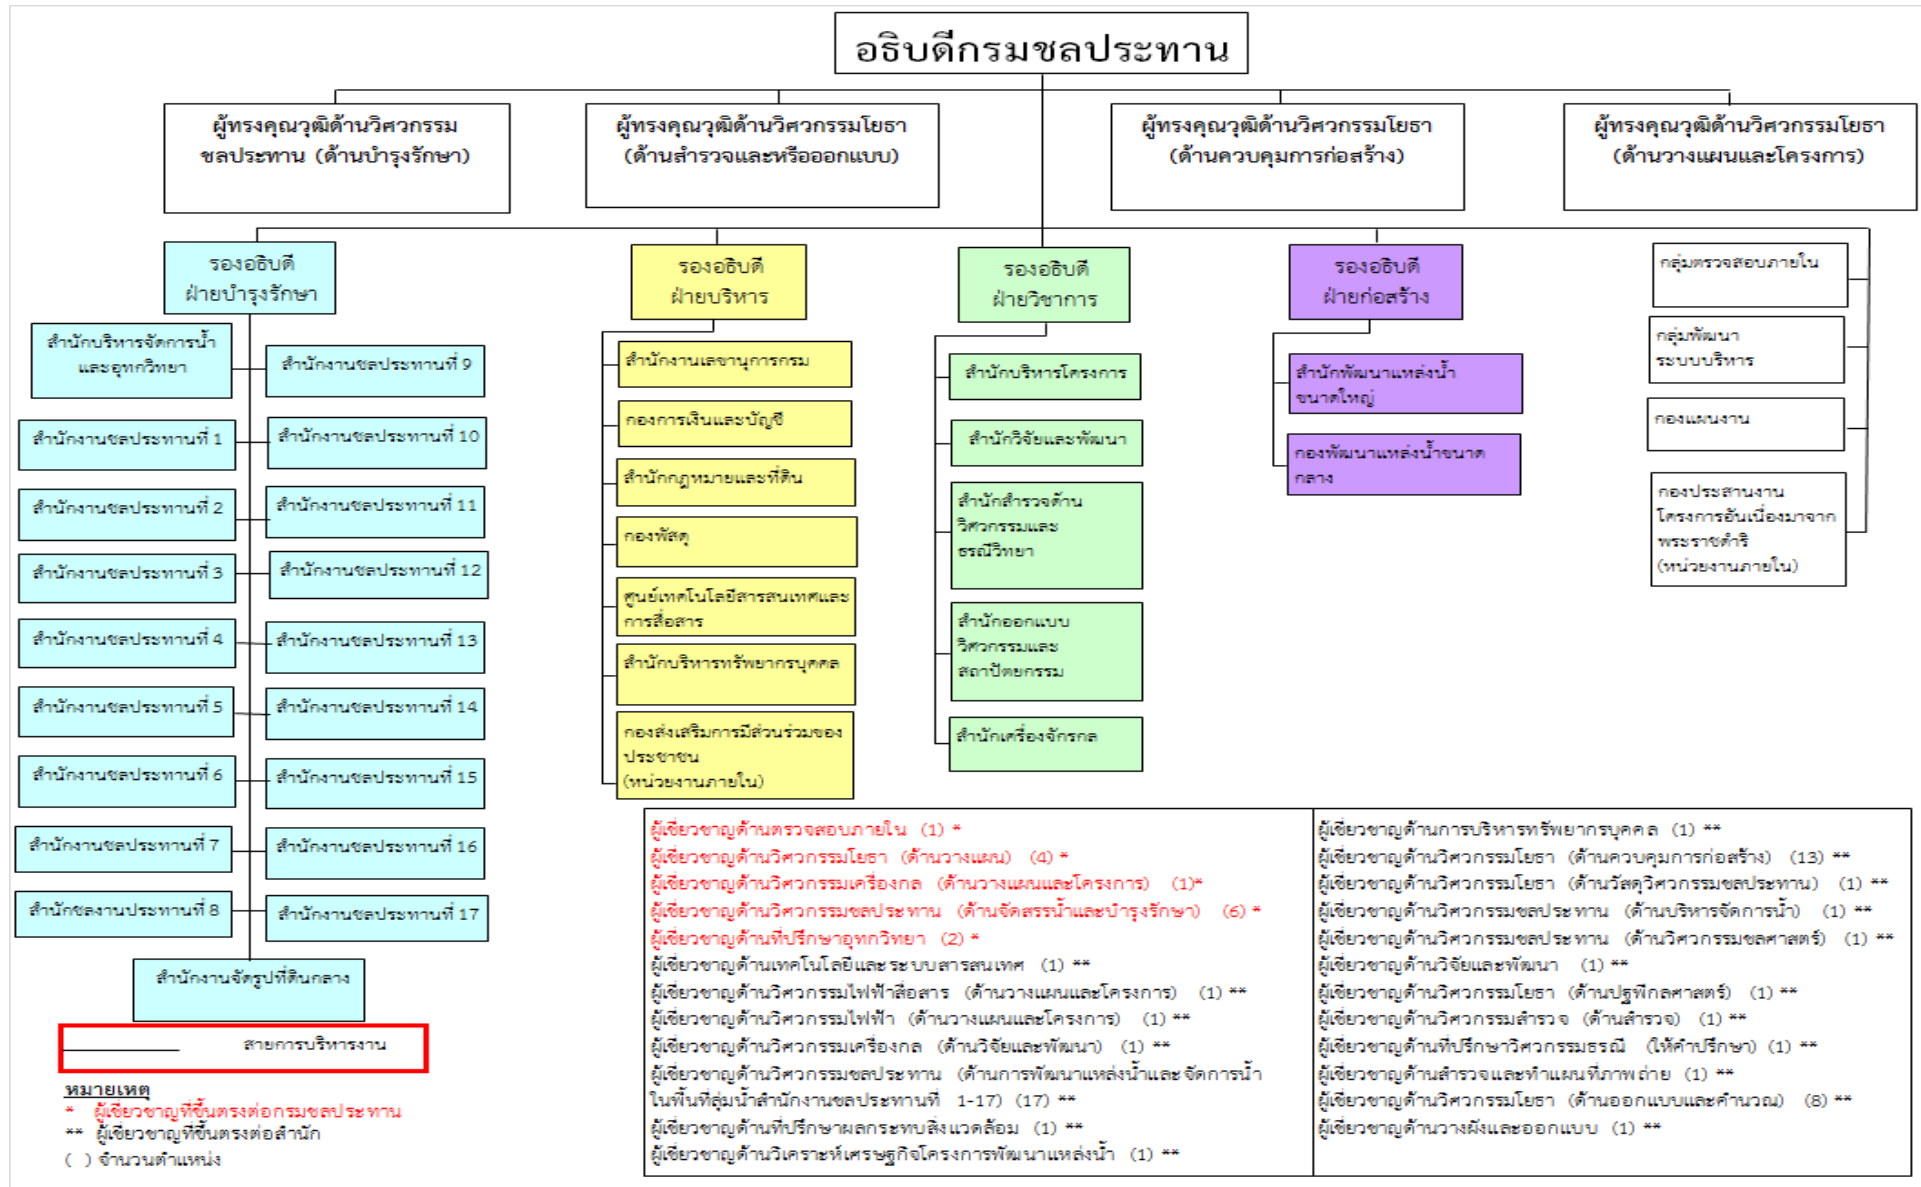 อธิบดีกรมชลประทาน
ผู้ทรงคุณวุฒิด้านวิศวกรรม
ชลประทาน (ด้านบำรุงรักษา)
ผู้ทรงคุณวุฒิด้านวิศวกรรมโยธา
(ด้านสำรวจและหรือออกแบบ)
ผู้ทรงคุณวุฒิด้านวิศวกรรมโยธา
(ด้านควบคุมการก่อสร้าง)
ผู้ทรงคุณวุฒิด้านวิศวกรรมโยธา
(ด้านวางแผนและโครงการ)
รองอธิบดี
ฝ่ายบำรุงรักษา
สำนักบริหารจัดการน้ำ
และอุทกวิทยา
สำนักงานชลประทานที่ 1
สำนักงานชลประทานที่ 2
สำนักงานชลประทานที่ 3
สำนักงานชลประทานที่ 4
สำนักงานชลประทานที่ 5
สำนักงานชลประทานที่ 6
สำนักงานชลประทานที่ 7
สำนักชลงานประทานที่ 8
สำนักงานชลประทานที่ 9
สำนักงานชลประทานที่ 10
สำนักงานชลประทานที่ 11
สำนักงานชลประทานที่ 12
สำนักงานชลประทานที่ 13
สำนักงานชลประทานที่ 14
สำนักงานชลประทานที่ 15
สำนักงานชลประทานที่ 16
สำนักงานชลประทานที่ 17
สำนักงานจัดรูปที่ดินกลาง
รองอธิบดี
ฝ่ายบริหาร
สำนักงานเลขานุการกรม
กองการเงินและบัญชี
สำนักกฎหมายและที่ดิน
กองพัสดุ
ศูนย์เทคโนโลยีสารสนเทศและ
การสื่อสาร
สำนักบริหารทรัพยากรบุคคล
กองส่งเสริมการมีส่วนร่วมของ
ประชาชน
(หน่วยงานภายใน)
รองอธิบดี
ฝ่ายวิชาการ
สำนักบริหารโครงการ
สำนักวิจัยและพัฒนา
สำนักสำรวจด้าน
วิศวกรรมและ
ธรณีวิทยา
สำนักออกแบบ
วิศวกรรมและ
สถาปัตยกรรม
สำนักเครื่องจักรกล
รองอธิบดี
ฝ่ายก่อสร้าง
สำนักพัฒนาแหล่งน้ำ
ขนาดใหญ่
กองพัฒนาแหล่งน้ำขนาด
กลาง
กลุ่มตรวจสอบภายใน
กลุ่มพัฒนา
ระบบบริหาร
กองแผนงาน
กองประสานงาน
โครงการอันเนื่องมาจาก
พระราชดำริ
(หน่วยงานภายใน)
ผู้เชี่ยวชาญด้านตรวจสอบภายใน (1) *
ผู้เชี่ยวชาญด้านวิศวกรรมโยธา (ด้านวางแผน) (4) *
ผู้เชี่ยวชาญด้านวิศวกรรมเครื่องกล (ด้านวางแผนและโครงการ) (1)*
ผู้เชี่ยวชาญด้านวิศวกรรมชลประทาน (ด้านจัดสรรน้ำและบำรุงรักษา) (6) *
ผู้เชี่ยวชาญด้านที่ปรึกษาอุทกวิทยา (2) *
ผู้เชี่ยวชาญด้านเทคโนโลยีและระบบสารสนเทศ (1) **
ผู้เชี่ยวชาญด้านวิศวกรรมไฟฟ้าสื่อสาร (ด้านวางแผนและโครงการ) (1) **
ผู้เชี่ยวชาญด้านวิศวกรรมไฟฟ้า (ด้านวางแผนและโครงการ) (1) **
ผู้เชี่ยวชาญด้านวิศวกรรมเครื่องกล (ด้านวิจัยและพัฒนา) (1) **
ผู้เชี่ยวชาญด้านวิศวกรรมชลประทาน (ด้านการพัฒนาแหล่งน้ำและจัดการน้ำ
ในพื้นที่ลุ่มน้ำสำนักงานชลประทานที่ 1-17) (17) **
ผู้เชี่ยวชาญด้านที่ปรึกษาผลกระทบสิ่งแวดล้อม (1) **
ผู้เชี่ยวชาญด้านวิเคราะห์เศรษฐกิจโครงการพัฒนาแหล่งน้ำ (1) **
ผู้เชี่ยวชาญด้านการบริหารทรัพยากรบุคคล (1) **
ผู้เชี่ยวชาญด้านวิศวกรรมโยธา (ด้านควบคุมการก่อสร้าง) (13) **
ผู้เชี่ยวชาญด้านวิศวกรรมโยธา (ด้านวัสดุวิศวกรรมชลประทาน) (1) **
ผู้เชี่ยวชาญด้านวิศวกรรมชลประทาน (ด้านบริหารจัดการน้ำ) (1) **
ผู้เชี่ยวชาญด้านวิศวกรรมชลประทาน (ด้านวิศวกรรมชลศาสตร์) (1) **
ผู้เชี่ยวชาญด้านวิจัยและพัฒนา (1) **
ผู้เชี่ยวชาญด้านวิศวกรรมโยธา (ด้านปฐพีกลศาสตร์) (1) **
ผู้เชี่ยวชาญด้านวิศวกรรมสำรวจ (ด้านสำรวจ) (1) **
ผู้เชี่ยวชาญด้านที่ปรึกษาวิศวกรรมธรณี (ให้คำปรึกษา) (1) **
ผู้เชี่ยวชาญด้านสำรวจและทำแผนที่ภาพถ่าย (1) **
ผู้เชี่ยวชาญด้านวิศวกรรมโยธา (ด้านออกแบบและคำนวณ) (8) **
ผู้เชี่ยวชาญด้านวางผังและออกแบบ (1) **
สายการบริหารงาน
หมายเหตุ
* ผู้เชี่ยวชาญที่ขึ้นตรงต่อกรมชลประทาน
** ผู้เชี่ยวชาญที่ขึ้นตรงต่อสำนัก
( ) จำนวนตำแหน่ง